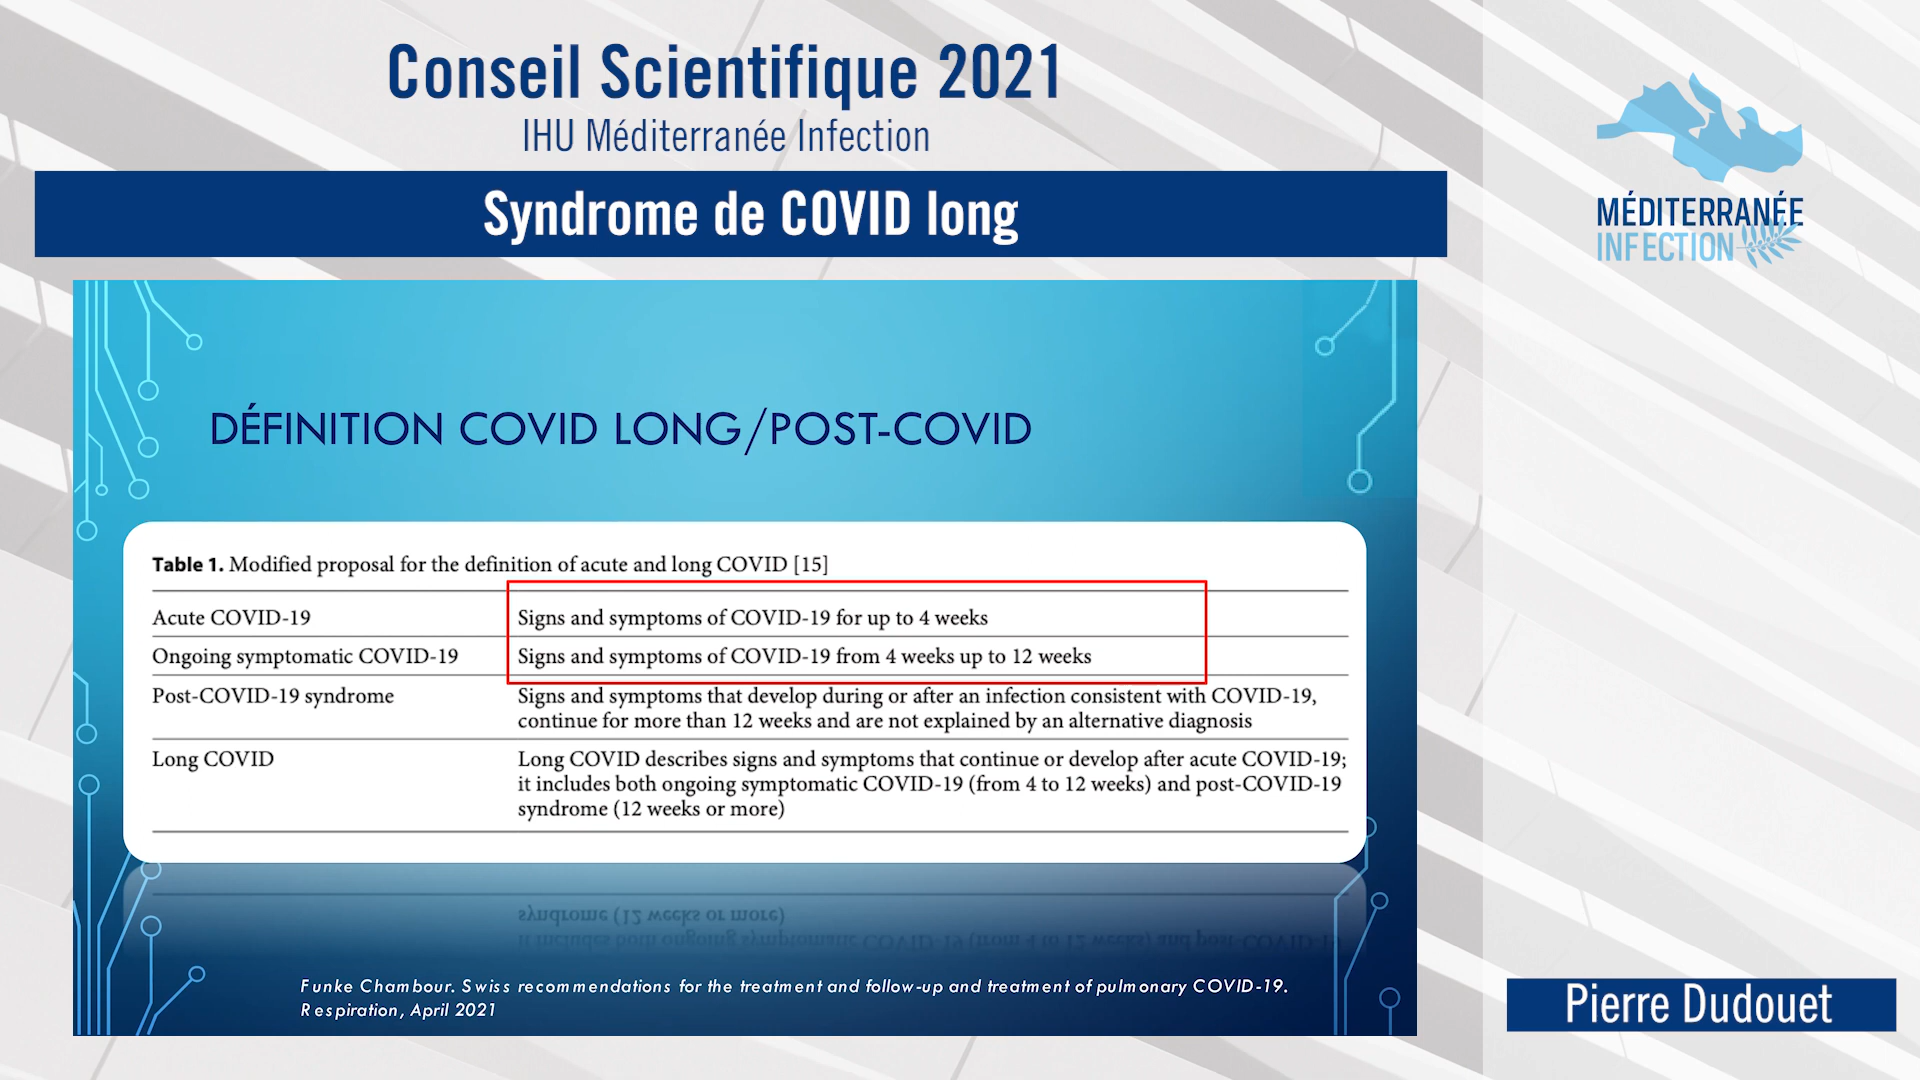 Conseil Scientifique 2021
IHU Méditerranée Infection
Syndrome de COVID long
MÉDITERRANÉE
INFECTION
DÉFINITION COVID LONG/POST-COVID
Table 1. Modified proposal for the definition of acute and long COVID [15]
Acute COVID-19 Signs and symptoms of COVID-19 for up to 4 weeks
Ongoing symptomatic COVID-19 Signs and symptoms of COVID-19 from 4 weeks up to 12 weeks
Post-COVID-19 syndrome Signs and symptoms that develop during or after an infection consistent with COVID-19,
continue for more than 12 weeks and are not explained by an alternative diagnosis
Long COVID Long COVID describes signs and symptoms that continue or develop after acute COVID-19;
it includes both ongoing symptomatic COVID-19 (from 4 to 12 weeks) and post-COVID-19
syndrome (12 weeks or more)
Funke Chambour. Swiss recommendations for the treatment and follow-up and treatment of pulmonary COVID-19.
Respiration, April 2021
Pierre Dudouet